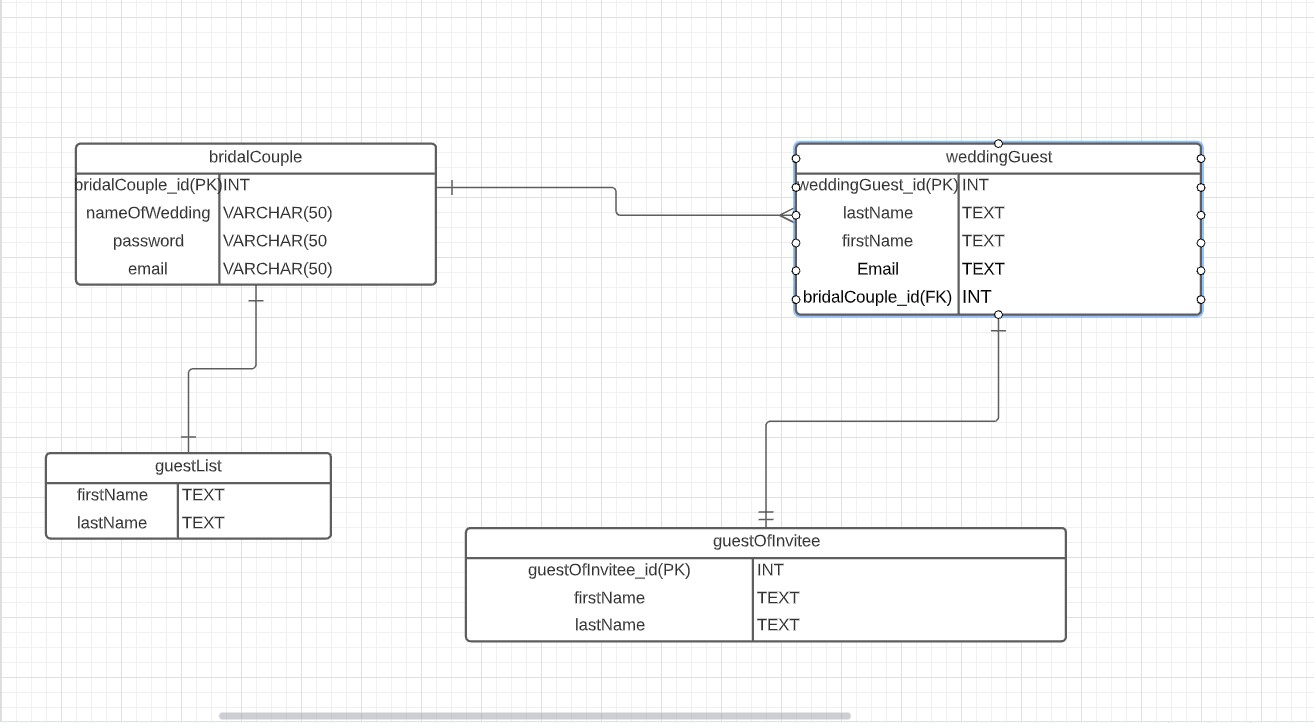 bridalCouple
bridalCouple_id(PK) INT
nameOfWedding VARCHAR(50)
password VARCHAR(50
email VARCHAR(50)
weddingGuest
weddingGuest_id(PK) INT
lastName TEXT
firstName TEXT
Email TEXT
bridalCouple_id(FK) INT
guestList
firstName TEXT
lastName TEXT
guestOfInvitee
guestOfInvitee_id(PK) INT
firstName TEXT
lastName TEXT